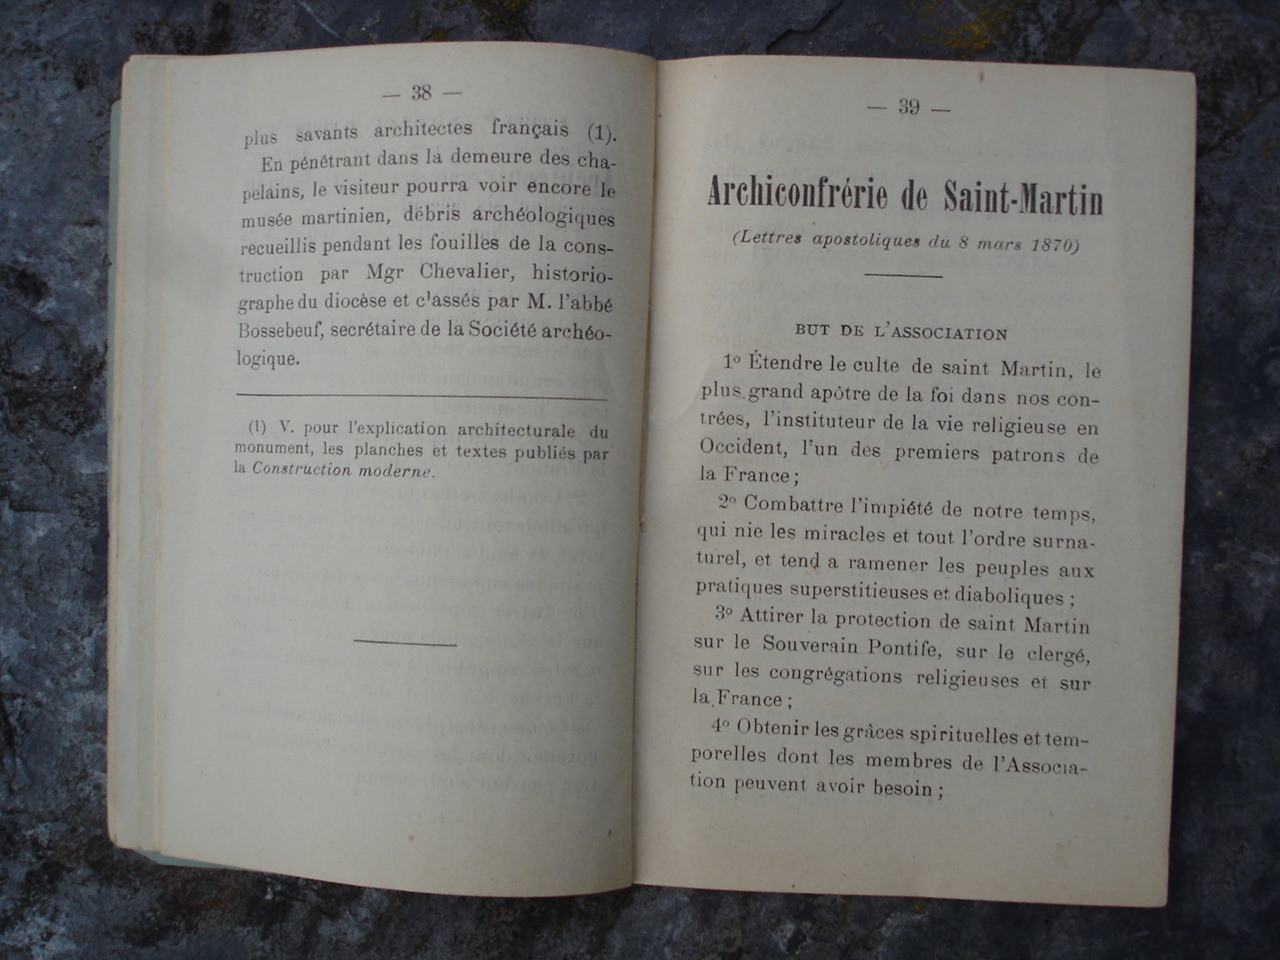 — 38 —
plus savants architectes français (1).
En pénétrant dans la demeure des cha-
pelains, le visiteur pourra voir encore le
musée martinien, débris archéologiques
recueillis pendant les fouilles de la cons-
truction par Mgr Chevalier, historio-
graphe du diocèse et c'assés par M. l'abbé
Bossebeuf, secrétaire de la Société archéo-
logique.
(1) V. pour l'explication architecturale du
monument, les planches et textes publiés par
la Construction moderne.
— 39 —
Archiconfrérie de Saint-Martin
(Lettres apostoliques du 8 mars 1870)
BUT DE L'ASSOCIATION
1º Étendre le culte de saint Martin, le
plus grand apôtre de la foi dans nos con-
trées, l'instituteur de la vie religieuse en
Occident, l'un des premiers patrons de
la France ;
2º Combattre l'impiété de notre temps,
qui nie les miracles et tout l'ordre surna-
turel, et tend a ramener les peuples aux
pratiques superstitieuses et diaboliques ;
3º Attirer la protection de saint Martin
sur le Souverain Pontife, sur le clergé,
sur les congrégations religieuses et sur
la France ;
4º Obtenir les grâces spirituelles et tem-
porelles dont les membres de l'Associa-
tion peuvent avoir besoin ;